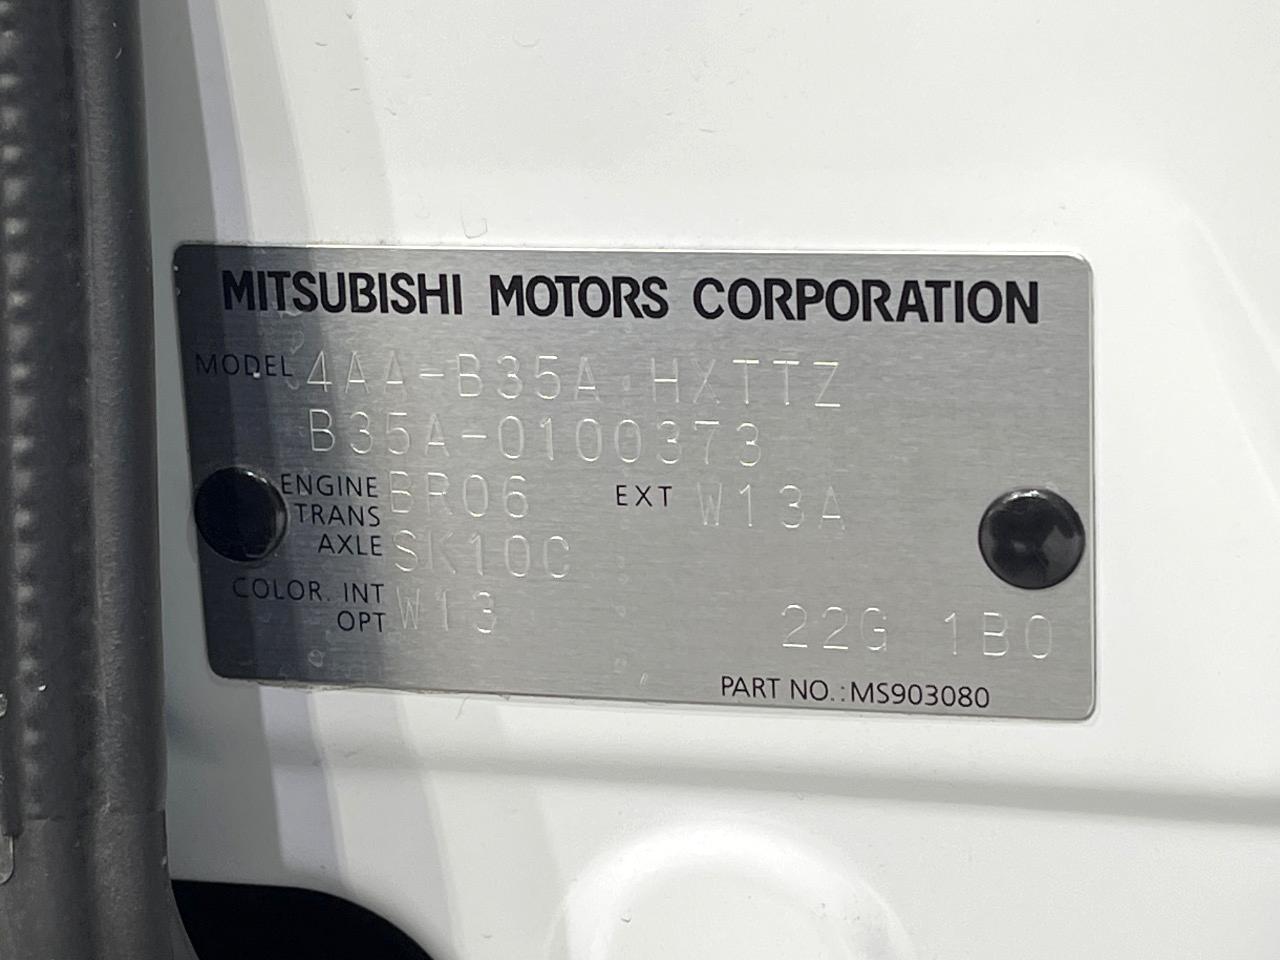 MITSUBISHI MOTORS CORPORATION
MODEL 4AA-B35A HXTTZ
B35A-0100373
ENGINE BR06 EXT W13A
TRANS
AXLE SK10C
COLOR. INT W13
OPT 22G 1B0
PART NO.:MS903080